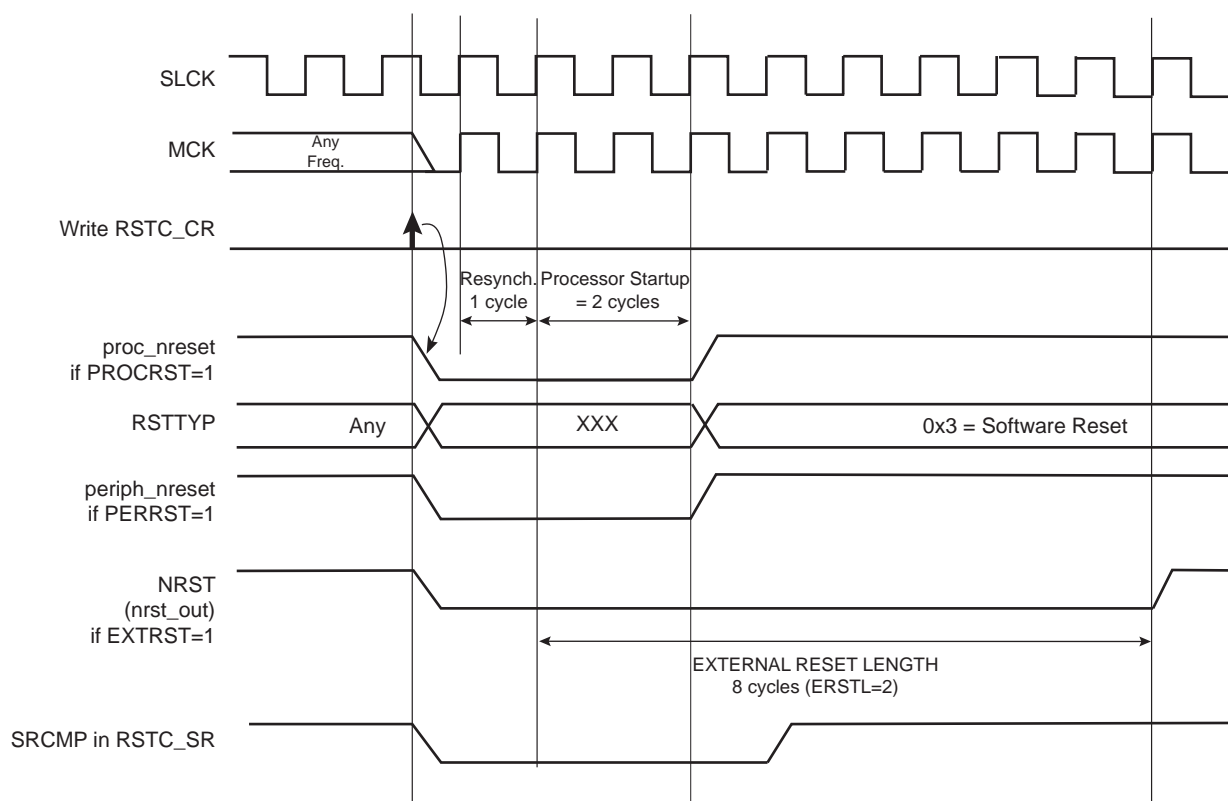 SLCK
MCK
Any
Freq.
Write RSTC_CR
Resynch.
1 cycle
Processor Startup
= 2 cycles
proc_nreset
if PROCRST=1
RSTTYP
Any
XXX
0x3 = Software Reset
periph_nreset
if PERRST=1
NRST
(nrst_out)
if EXTRST=1
EXTERNAL RESET LENGTH
8 cycles (ERSTL=2)
SRCMP in RSTC_SR